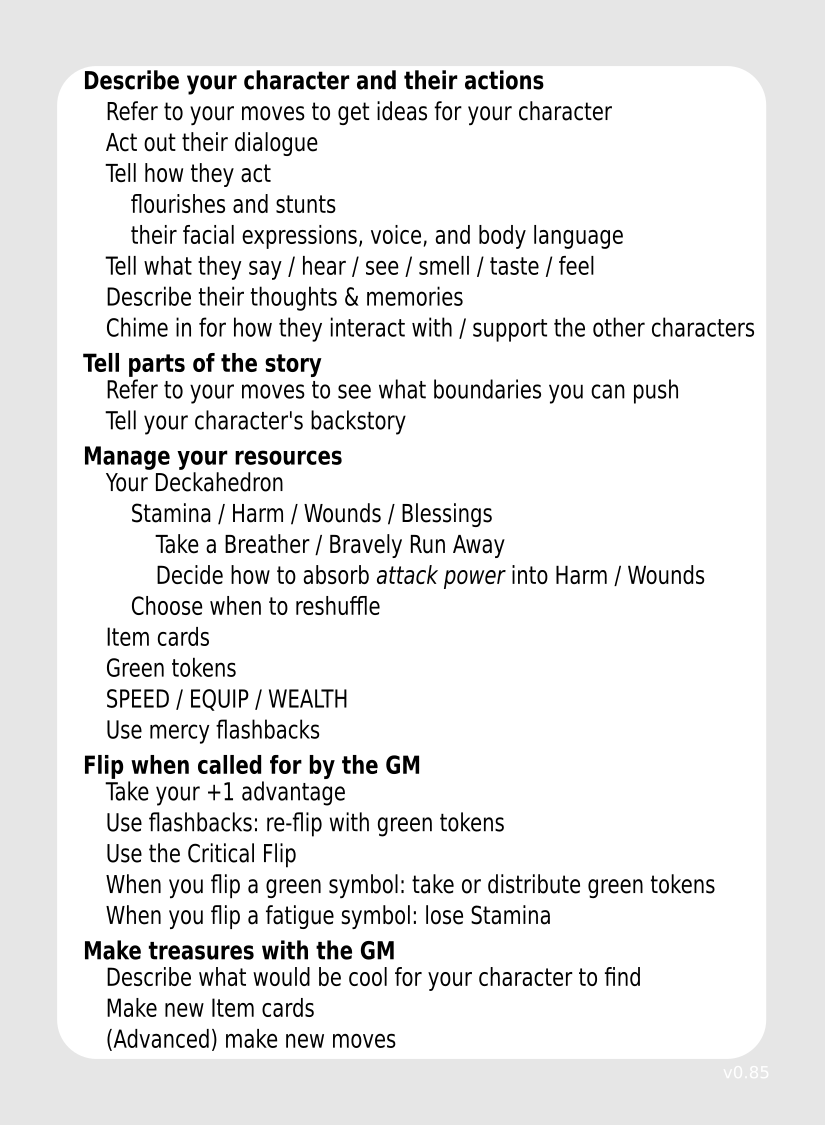 Describe your character and their actions
Refer to your moves to get ideas for your character
Act out their dialogue
Tell how they act
flourishes and stunts
their facial expressions, voice, and body language
Tell what they say / hear / see / smell / taste / feel
Describe their thoughts & memories
Chime in for how they interact with / support the other characters
Tell parts of the story
Refer to your moves to see what boundaries you can push
Tell your character's backstory
Manage your resources
Your Deckahedron
Stamina / Harm / Wounds / Blessings
Take a Breather / Bravely Run Away
Decide how to absorb attack power into Harm / Wounds
Choose when to reshuffle
Item cards
Green tokens
SPEED / EQUIP / WEALTH
Use mercy flashbacks
Flip when called for by the GM
Take your +1 advantage
Use flashbacks: re-flip with green tokens
Use the Critical Flip
When you flip a green symbol: take or distribute green tokens
When you flip a fatigue symbol: lose Stamina
Make treasures with the GM
Describe what would be cool for your character to find
Make new Item cards
(Advanced) make new moves
v0.85